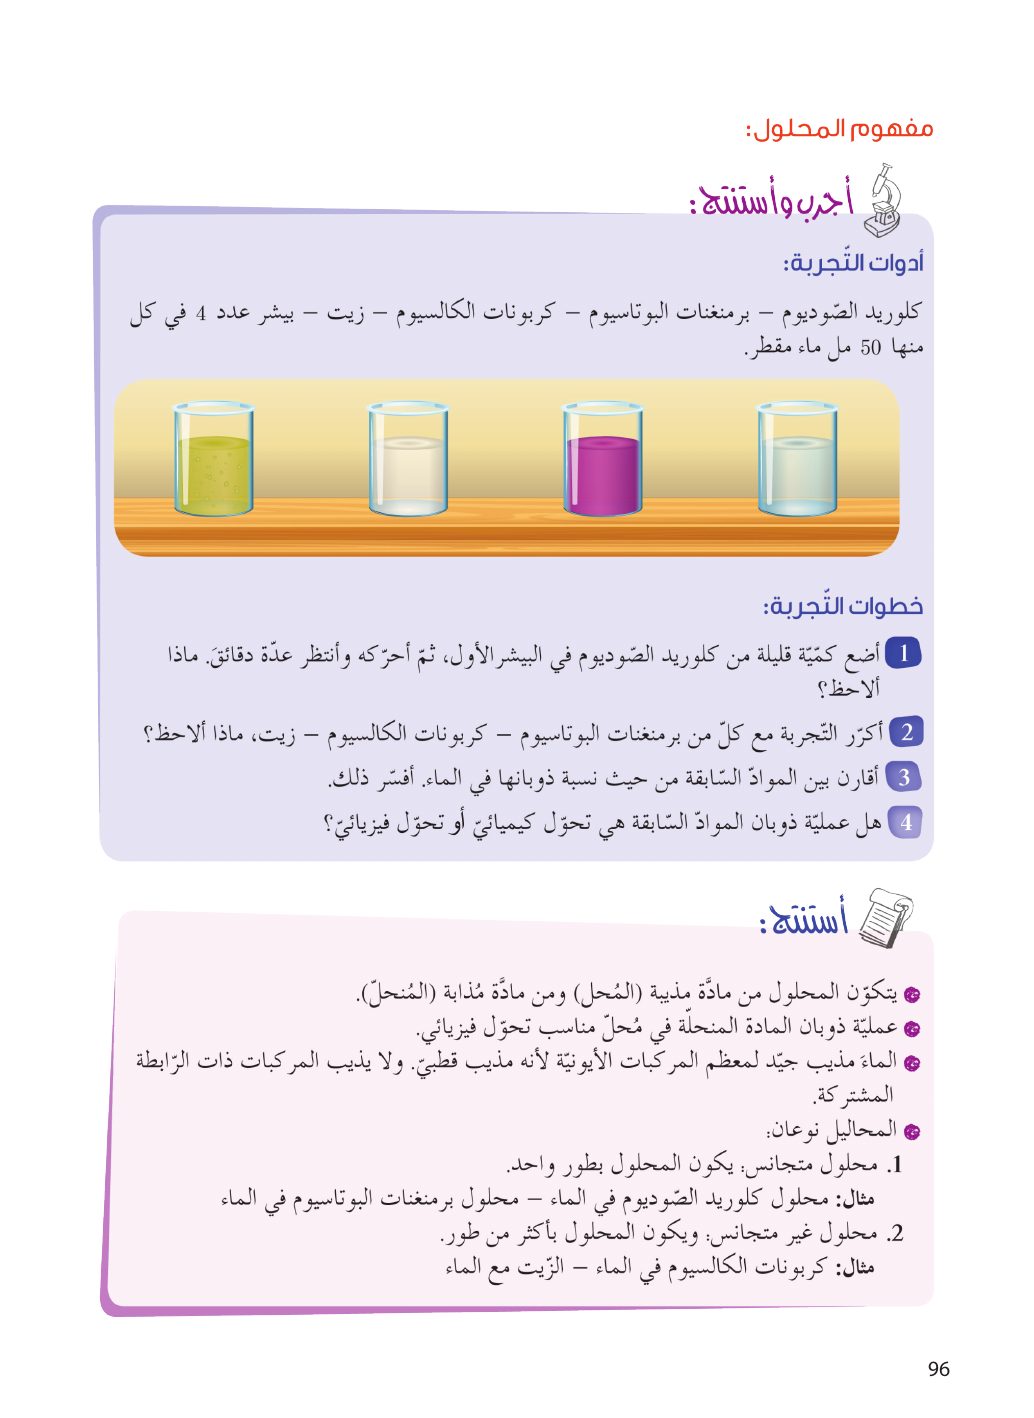 مفهوم المحلول:
أجرب وأستنتج:
أدوات التّجربة:
كلوريد الصّوديوم – برمنغنات البوتاسيوم – كربونات الكالسيوم – زيت – بيشر عدد 4 في كل
منها 50 مل ماء مقطر.
خطوات التّجربة:
1 أضع كمّيّة قليلة من كلوريد الصّوديوم في البيشرالأول، ثمّ أحرّكه وأنتظر عدّة دقائقَ. ماذا
ألاحظ؟
2 أكرّر التّجربة مع كلّ من برمنغنات البوتاسيوم – كربونات الكالسيوم – زيت، ماذا ألاحظ؟
3 أقارن بين الموادّ السّابقة من حيث نسبة ذوبانها في الماء. أفسّر ذلك.
4 هل عمليّة ذوبان الموادّ السّابقة هي تحوّل كيميائيّ أو تحوّل فيزيائيّ؟
أستنتج:
يتكوّن المحلول من مادَّة مذيبة (المُحل) ومن مادَّة مُذابة (المُنحلّ).
عمليّة ذوبان المادة المنحلّة في مُحلّ مناسب تحوّل فيزيائي.
الماءَ مذيب جيّد لمعظم المركبات الأيونيّة لأنه مذيب قطبيّ. ولا يذيب المركبات ذات الرّابطة
المشتركة.
المحاليل نوعان:
1. محلول متجانس: يكون المحلول بطور واحد.
مثال: محلول كلوريد الصّوديوم في الماء – محلول برمنغنات البوتاسيوم في الماء
2. محلول غير متجانس: ويكون المحلول بأكثر من طور.
مثال: كربونات الكالسيوم في الماء – الزّيت مع الماء
96